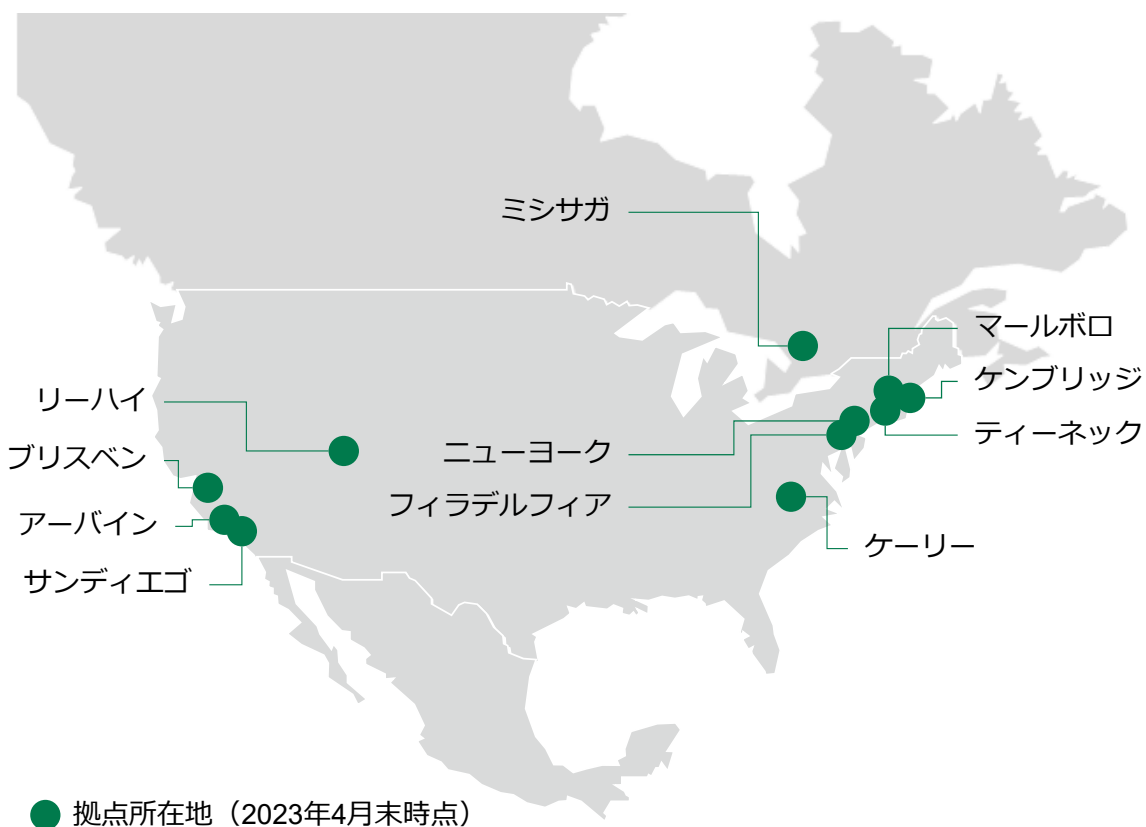 ミシサガ
マールボロ
ケンブリッジ
ティーネック
リーハイ
ニューヨーク
ブリスベン
フィラデルフィア
アーバイン
ケーリー
サンディエゴ
拠点所在地（2023年4月末時点）